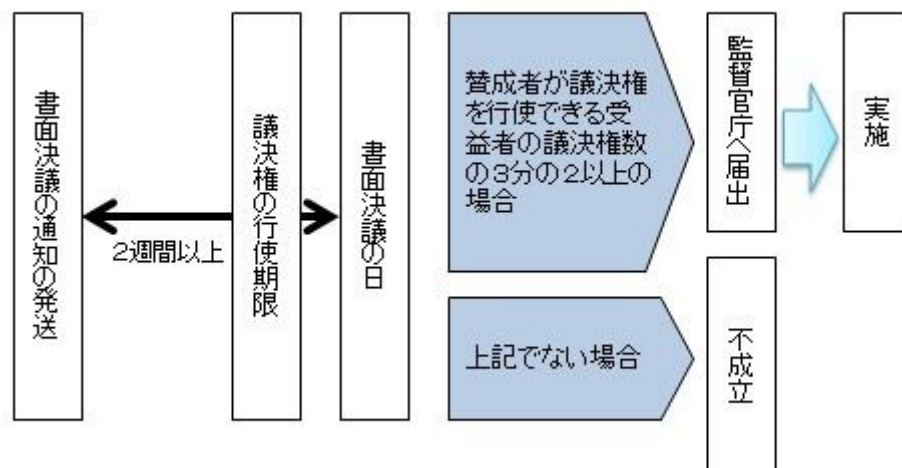 書面決議の通知の発送
2週間以上
議決権の行使期限
書面決議の日
賛成者が議決権
を行使できる受
益者の議決権数
の3分の2以上の
場合
監督官庁へ届出
実施
上記でない場合
不成立